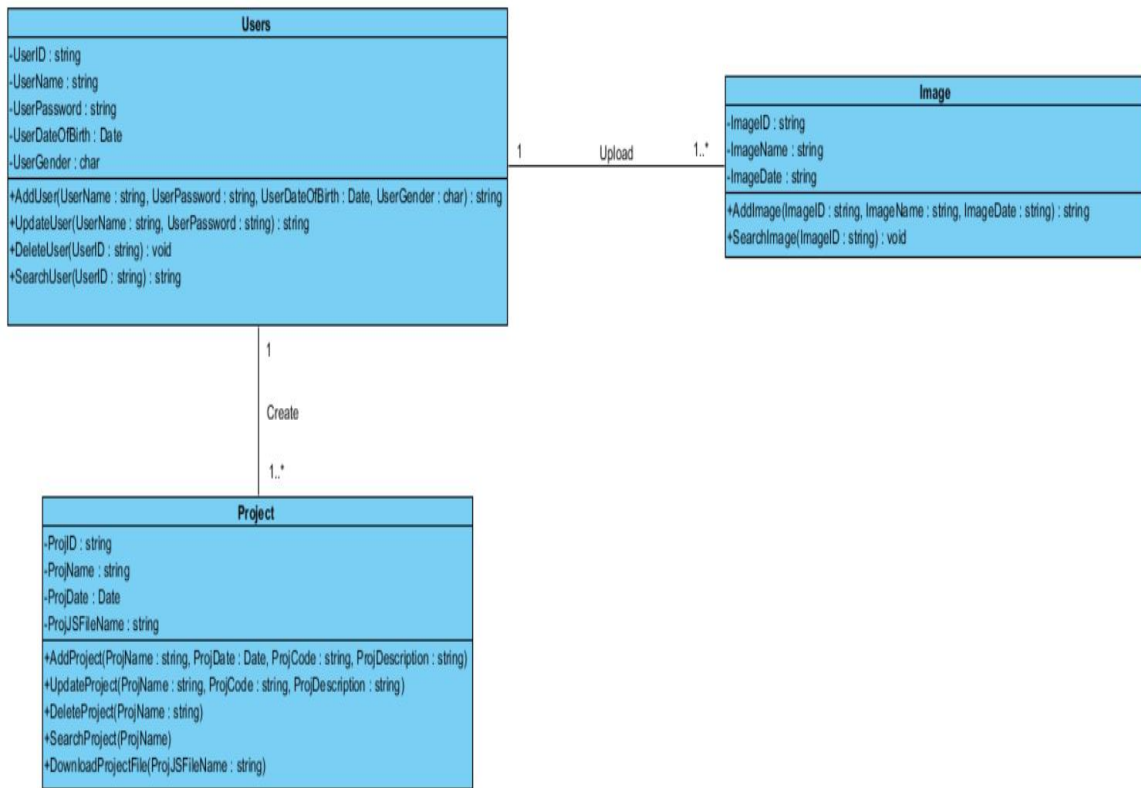 Users
-UserID : string
-UserName : string
-UserPassword : string
-UserDateOfBirth : Date
-UserGender : char
+AddUser(UserName : string, UserPassword : string, UserDateOfBirth : Date, UserGender : char) : string
+UpdateUser(UserName : string, UserPassword : string) : string
+DeleteUser(UserID : string) : void
+SearchUser(UserID : string) : string
1
Upload
1..*
Image
-ImageID : string
-ImageName : string
-ImageDate : string
+AddImage(ImageID : string, ImageName : string, ImageDate : string) : string
+SearchImage(ImageID : string) : void
1
Create
1..*
Project
-ProjID : string
-ProjName : string
-ProjDate : Date
-ProjJSFileName : string
+AddProject(ProjName : string, ProjDate : Date, ProjCode : string, ProjDescription : string)
+UpdateProject(ProjName : string, ProjCode : string, ProjDescription : string)
+DeleteProject(ProjName : string)
+SearchProject(ProjName)
+DownloadProjectFile(ProjJSFileName : string)